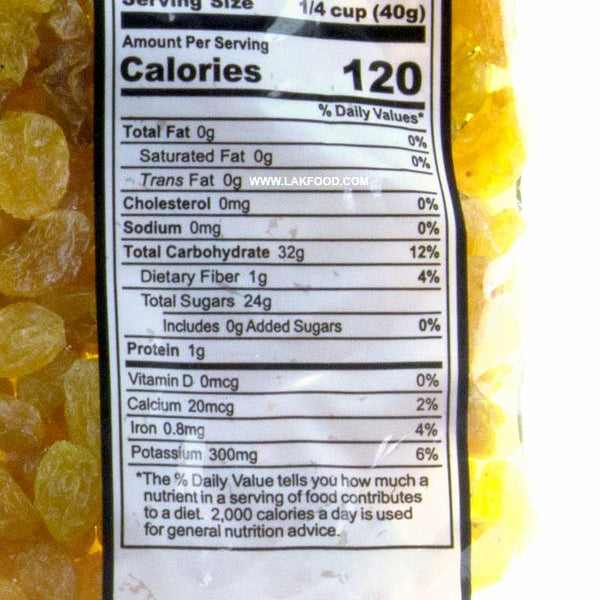 Serving Size 1/4 cup (40g)
Amount Per Serving
Calories 120
% Daily Values*
Total Fat 0g 0%
Saturated Fat 0g 0%
Trans Fat 0g WWW.LAKFOOD.COM
Cholesterol 0mg 0%
Sodium 0mg 0%
Total Carbohydrate 32g 12%
Dietary Fiber 1g 4%
Total Sugars 24g
Includes 0g Added Sugars 0%
Protein 1g
Vitamin D 0mcg 0%
Calcium 20mcg 2%
Iron 0.8mg 4%
Potassium 300mg 6%
*The % Daily Value tells you how much a
nutrient in a serving of food contributes
to a diet. 2,000 calories a day is used
for general nutrition advice.